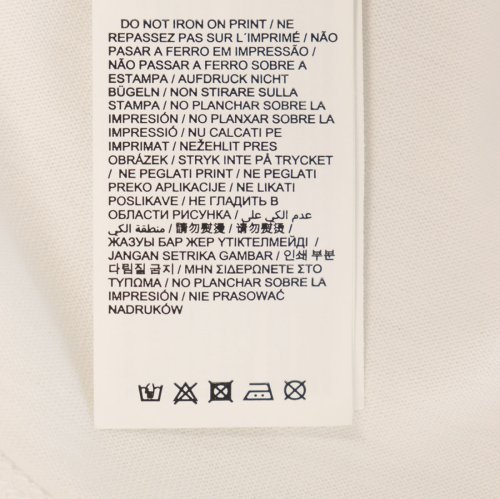 DO NOT IRON ON PRINT / NE
REPASSEZ PAS SUR L´IMPRIMÉ / NÃO
PASAR A FERRO EM IMPRESSÃO /
NÃO PASSAR A FERRO SOBRE A
ESTAMPA / AUFDRUCK NICHT
BÜGELN / NON STIRARE SULLA
STAMPA / NO PLANCHAR SOBRE LA
IMPRESIÓN / NO PLANXAR SOBRE LA
IMPRESSIÓ / NU CALCATI PE
IMPRIMAT / NEŽEHLIT PRES
OBRÁZEK / STRYK INTE PÅ TRYCKET
/ NE PEGLATI PRINT / NE PEGLATI
PREKO APLIKACIJE / NE LIKATI
POSLIKAVE / НЕ ГЛАДИТЬ В
ОБЛАСТИ РИСУНКА / عدم الكي على
منطقة الكي / 請勿熨燙 / 请勿熨烫 /
ЖАЗУЫ БАР ЖЕР ҮТІКТЕЛМЕЙДІ /
JANGAN SETRIKA GAMBAR / 인쇄 부분
다림질 금지 / ΜΗΝ ΣΙΔΕΡΩΝΕΤΕ ΣΤΟ
ΤΥΠΩΜΑ / NO PLANCHAR SOBRE LA
IMPRESIÓN / NIE PRASOWAĆ
NADRUKÓW